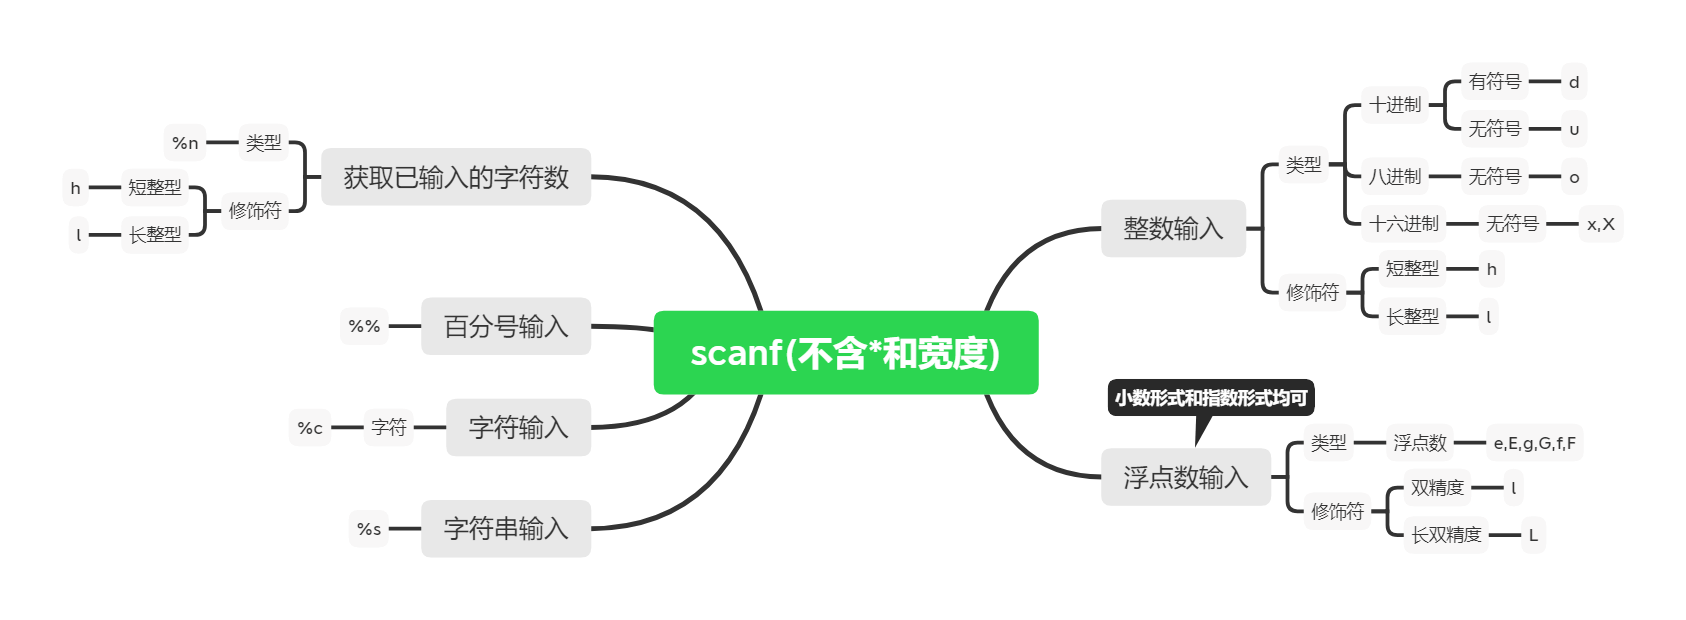 scanf(不含*和宽度)
整数输入
类型
十进制
有符号
d
无符号
u
八进制
无符号
o
十六进制
无符号
x,X
修饰符
短整型
h
长整型
l
小数形式和指数形式均可
浮点数输入
类型
浮点数
e,E,g,G,f,F
修饰符
双精度
l
长双精度
L
获取已输入的字符数
类型
%n
修饰符
短整型
h
长整型
l
百分号输入
%%
字符输入
字符
%c
字符串输入
%s